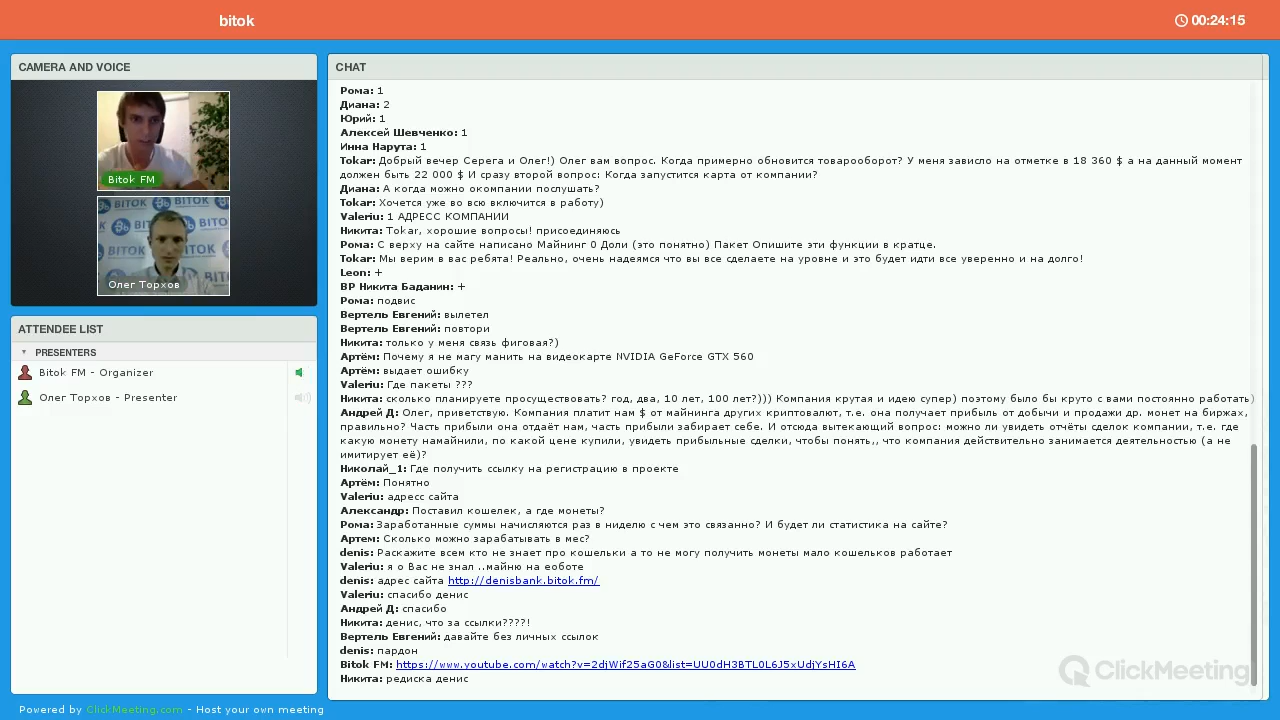 bitok
00:24:15
CAMERA AND VOICE
Bitok FM
BITOK
BITOK
BITOK
Олег Торхов
ATTENDEE LIST
PRESENTERS
Bitok FM - Organizer
Олег Торхов - Presenter
CHAT
Рома: 1
Диана: 2
Юрий: 1
Алексей Шевченко: 1
Инна Нарута: 1
Tokar: Добрый вечер Серега и Олег!) Олег вам вопрос. Когда примерно обновится товарооборот? У меня зависло на отметке в 18 360 $ а на данный момент
должен быть 22 000 $ И сразу второй вопрос: Когда запустится карта от компании?
Диана: А когда можно окомпании послушать?
Tokar: Хочется уже во всю включится в работу)
Valeriu: 1 АДРЕСС КОМПАНИИ
Никита: Tokar, хорошие вопросы! присоединяюсь
Рома: С верху на сайте написано Майнинг 0 Доли (это понятно) Пакет Опишите эти функции в кратце.
Tokar: Мы верим в вас ребята! Реально, очень надеямся что вы все сделаете на уровне и это будет идти все уверенно и на долго!
Leon: +
ВР Никита Баданин: +
Рома: подвис
Вертель Евгений: вылетел
Вертель Евгений: повтори
Никита: только у меня связь фиговая?)
Артём: Почему я не магу манить на видеокарте NVIDIA GeForce GTX 560
Артём: выдает ошибку
Valeriu: Где пакеты ???
Никита: сколько планируете просуществовать? год, два, 10 лет, 100 лет?))) Компания крутая и идею супер) поэтому было бы круто с вами постоянно работать)
Андрей Д: Олег, приветствую. Компания платит нам $ от майнинга других криптовалют, т.е. она получает прибыль от добычи и продажи др. монет на биржах,
правильно? Часть прибыли она отдаёт нам, часть прибыли забирает себе. И отсюда вытекающий вопрос: можно ли увидеть отчёты сделок компании, т.е. где
какую монету намайнили, по какой цене купили, увидеть прибыльные сделки, чтобы понять,, что компания действительно занимается деятельностью (а не
имитирует её)?
Николай_1: Где получить ссылку на регистрацию в проекте
Артём: Понятно
Valeriu: адресс сайта
Александр: Поставил кошелек, а где монеты?
Рома: Заработанные суммы начисляются раз в ниделю с чем это связанно? И будет ли статистика на сайте?
Артем: Сколько можно зарабатывать в мес?
denis: Раскажите всем кто не знает про кошельки а то не могу получить монеты мало кошельков работает
Valeriu: я о Вас не знал ..майню на еоботе
denis: адрес сайта http://denisbank.bitok.fm/
Valeriu: спасибо денис
Андрей Д: спасибо
Никита: денис, что за ссылки????!
Вертель Евгений: давайте без личных ссылок
denis: пардон
Bitok FM: https://www.youtube.com/watch?v=2djWif25aG0&list=UU0dH3BTL0L6J5xUdjYsHI6A
Никита: редиска денис
ClickMeeting
Powered by ClickMeeting.com - Host your own meeting